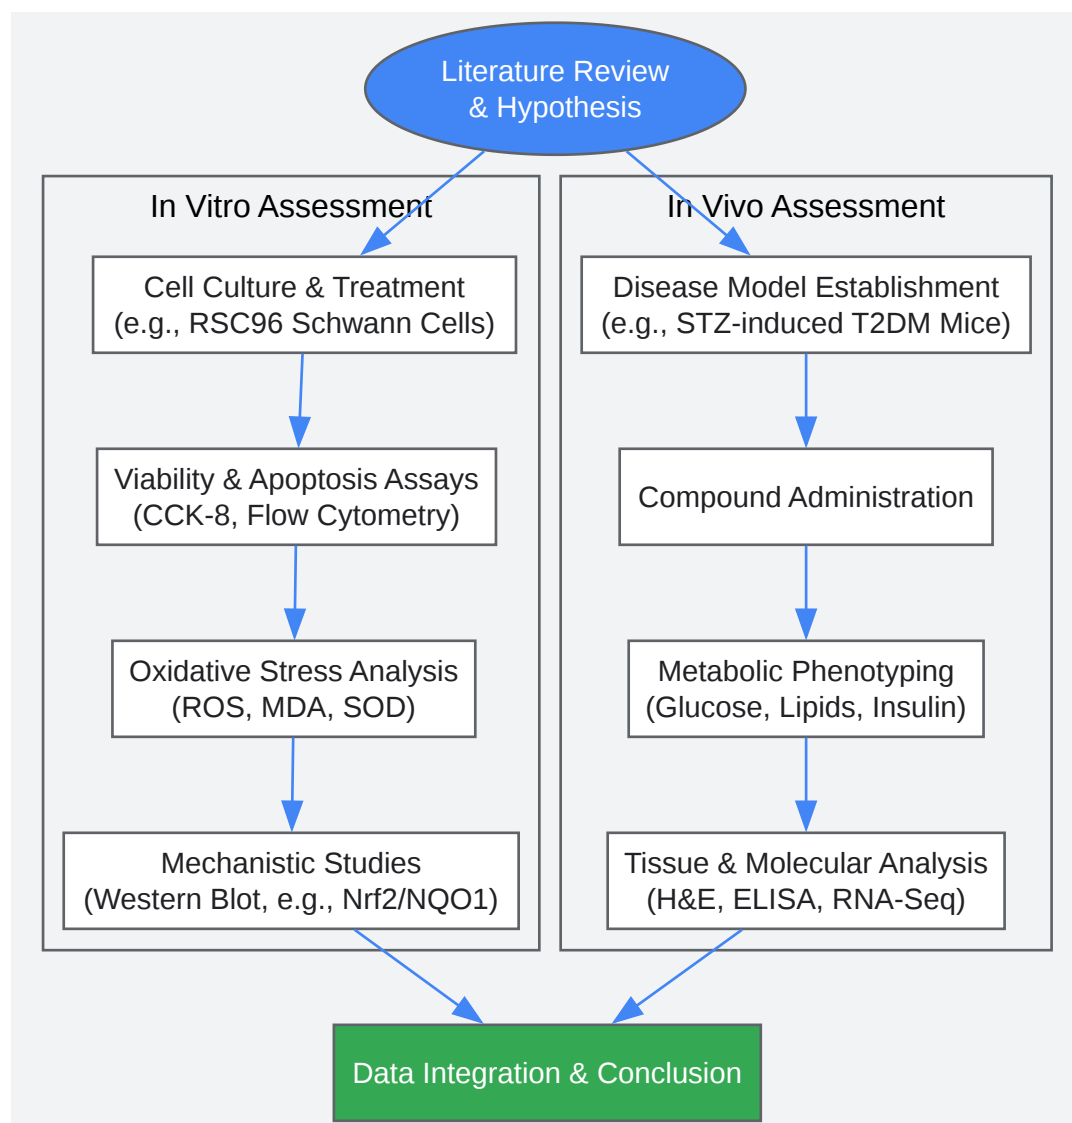 Literature Review
& Hypothesis
In Vitro Assessment
Cell Culture & Treatment
(e.g., RSC96 Schwann Cells)
Viability & Apoptosis Assays
(CCK-8, Flow Cytometry)
Oxidative Stress Analysis
(ROS, MDA, SOD)
Mechanistic Studies
(Western Blot, e.g., Nrf2/NQO1)
In Vivo Assessment
Disease Model Establishment
(e.g., STZ-induced T2DM Mice)
Compound Administration
Metabolic Phenotyping
(Glucose, Lipids, Insulin)
Tissue & Molecular Analysis
(H&E, ELISA, RNA-Seq)
Data Integration & Conclusion